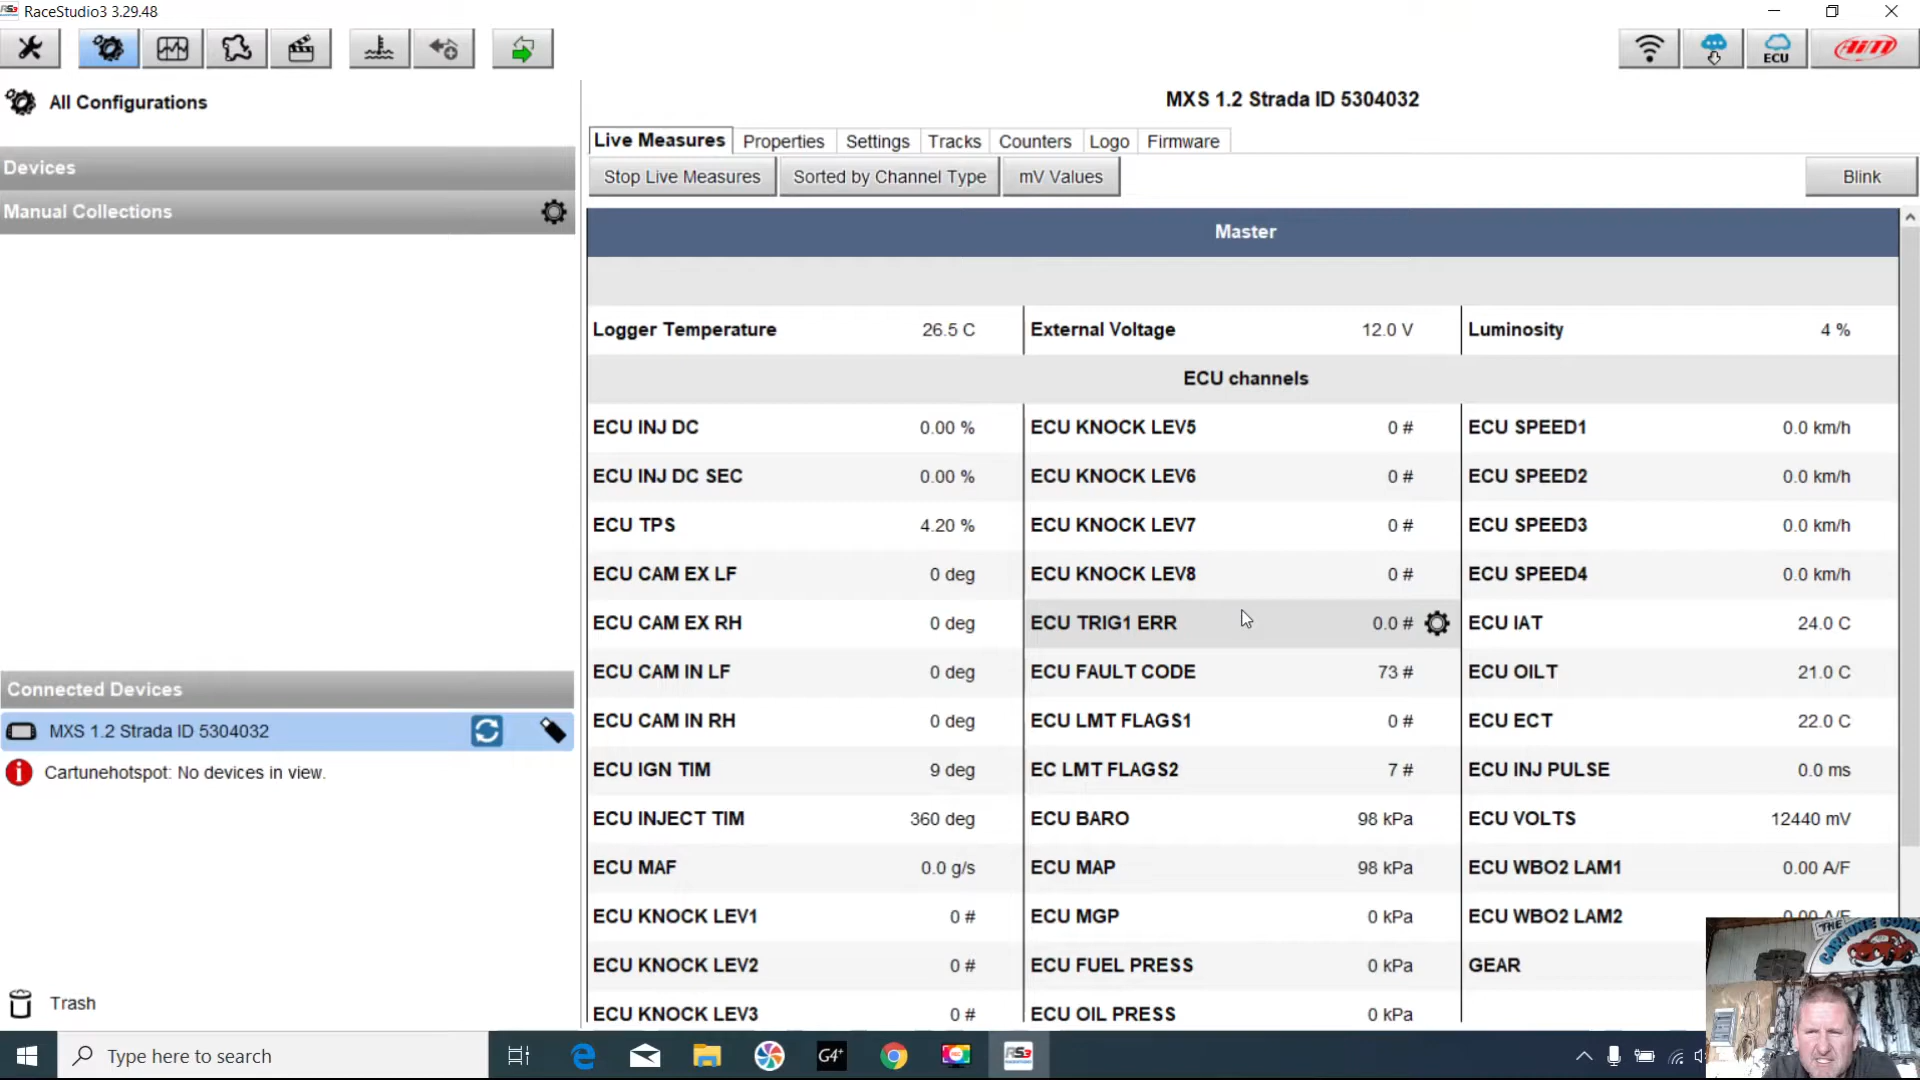 RaceStudio3 3.29.48
ECU
AiM
All Configurations
MXS 1.2 Strada ID 5304032
Live Measures Properties Settings Tracks Counters Logo Firmware
Devices
Stop Live Measures Sorted by Channel Type mV Values Blink
Manual Collections
Master
Logger Temperature 26.5 C External Voltage 12.0 V Luminosity 4 %
ECU channels
ECU INJ DC 0.00 % ECU KNOCK LEV5 0 # ECU SPEED1 0.0 km/h
ECU INJ DC SEC 0.00 % ECU KNOCK LEV6 0 # ECU SPEED2 0.0 km/h
ECU TPS 4.20 % ECU KNOCK LEV7 0 # ECU SPEED3 0.0 km/h
ECU CAM EX LF 0 deg ECU KNOCK LEV8 0 # ECU SPEED4 0.0 km/h
ECU CAM EX RH 0 deg ECU TRIG1 ERR 0.0 # ECU IAT 24.0 C
ECU CAM IN LF 0 deg ECU FAULT CODE 73 # ECU OILT 21.0 C
Connected Devices
ECU CAM IN RH 0 deg ECU LMT FLAGS1 0 # ECU ECT 22.0 C
MXS 1.2 Strada ID 5304032
Cartunehotspot: No devices in view.
ECU IGN TIM 9 deg EC LMT FLAGS2 7 # ECU INJ PULSE 0.0 ms
ECU INJECT TIM 360 deg ECU BARO 98 kPa ECU VOLTS 12440 mV
ECU MAF 0.0 g/s ECU MAP 98 kPa ECU WBO2 LAM1 0.00 A/F
ECU KNOCK LEV1 0 # ECU MGP 0 kPa ECU WBO2 LAM2 0.00 A/F
ECU KNOCK LEV2 0 # ECU FUEL PRESS 0 kPa GEAR
Trash
ECU KNOCK LEV3 0 # ECU OIL PRESS 0 kPa
THE
CARTUNE
Type here to search
G4+
RS3